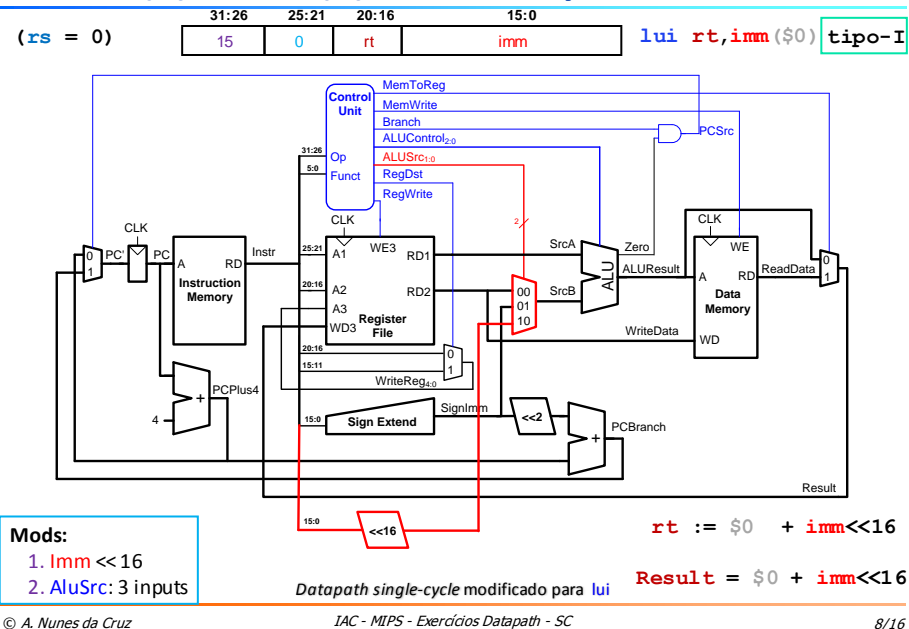 31:26 25:21 20:16 15:0
(rs = 0) 15 0 rt imm lui rt,imm($0) tipo-I
Control Unit
MemToReg
MemWrite
Branch
ALUControl2:0
ALUSrc1:0
RegDst
RegWrite
PCSrc
31:26 Op
5:0 Funct
2
CLK
CLK
CLK
0
1
PC'
PC
A RD
Instruction Memory
Instr
25:21 A1
WE3
RD1
20:16 A2
RD2
A3
WD3
Register File
SrcA
SrcB
00
01
10
ALU
Zero
ALUResult
WE
A RD
Data Memory
WD
ReadData
WriteData
0
1
20:16 0
15:11 1
WriteReg4:0
PCPlus4
4
+
SignImm
15:0 Sign Extend
<<2
+
PCBranch
Result
15:0
<<16
rt := $0 + imm<<16
Result = $0 + imm<<16
Mods:
1. Imm << 16
2. AluSrc: 3 inputs
Datapath single-cycle modificado para lui
© A. Nunes da Cruz IAC - MIPS - Exercícios Datapath - SC 8/16